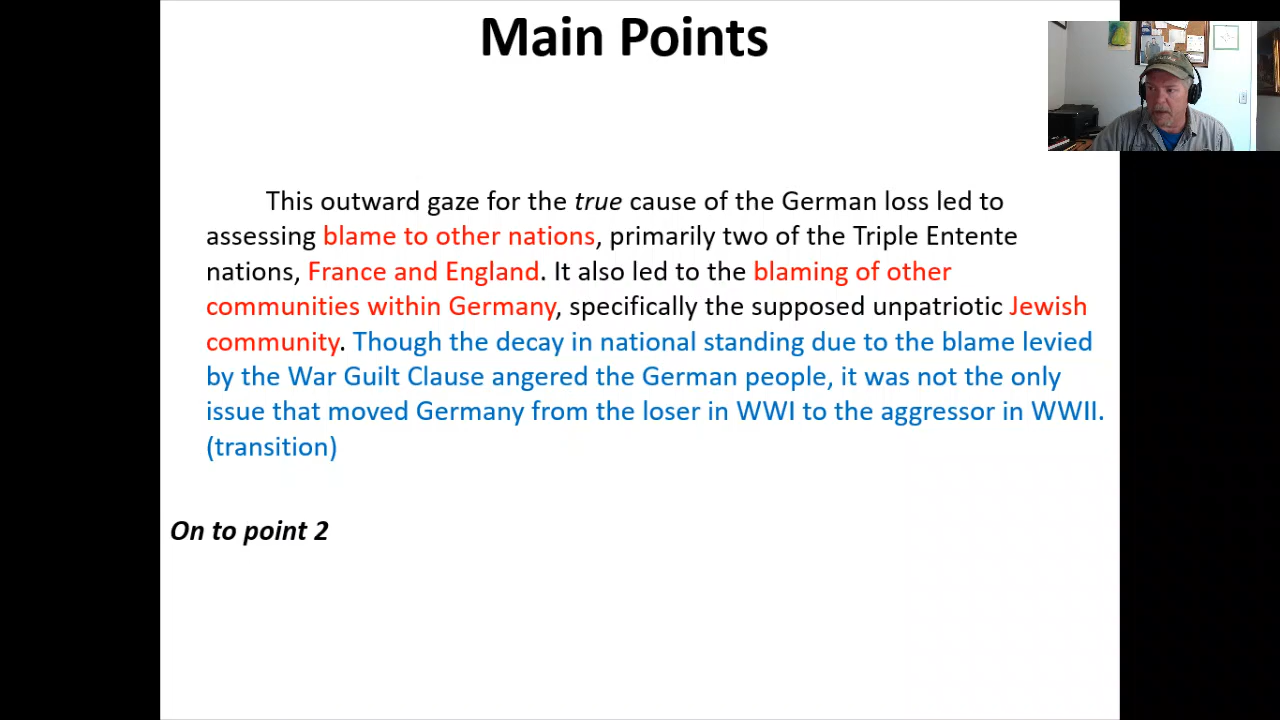 Main Points
This outward gaze for the true cause of the German loss led to
assessing blame to other nations, primarily two of the Triple Entente
nations, France and England. It also led to the blaming of other
communities within Germany, specifically the supposed unpatriotic Jewish
community. Though the decay in national standing due to the blame levied
by the War Guilt Clause angered the German people, it was not the only
issue that moved Germany from the loser in WWI to the aggressor in WWII.
(transition)
On to point 2